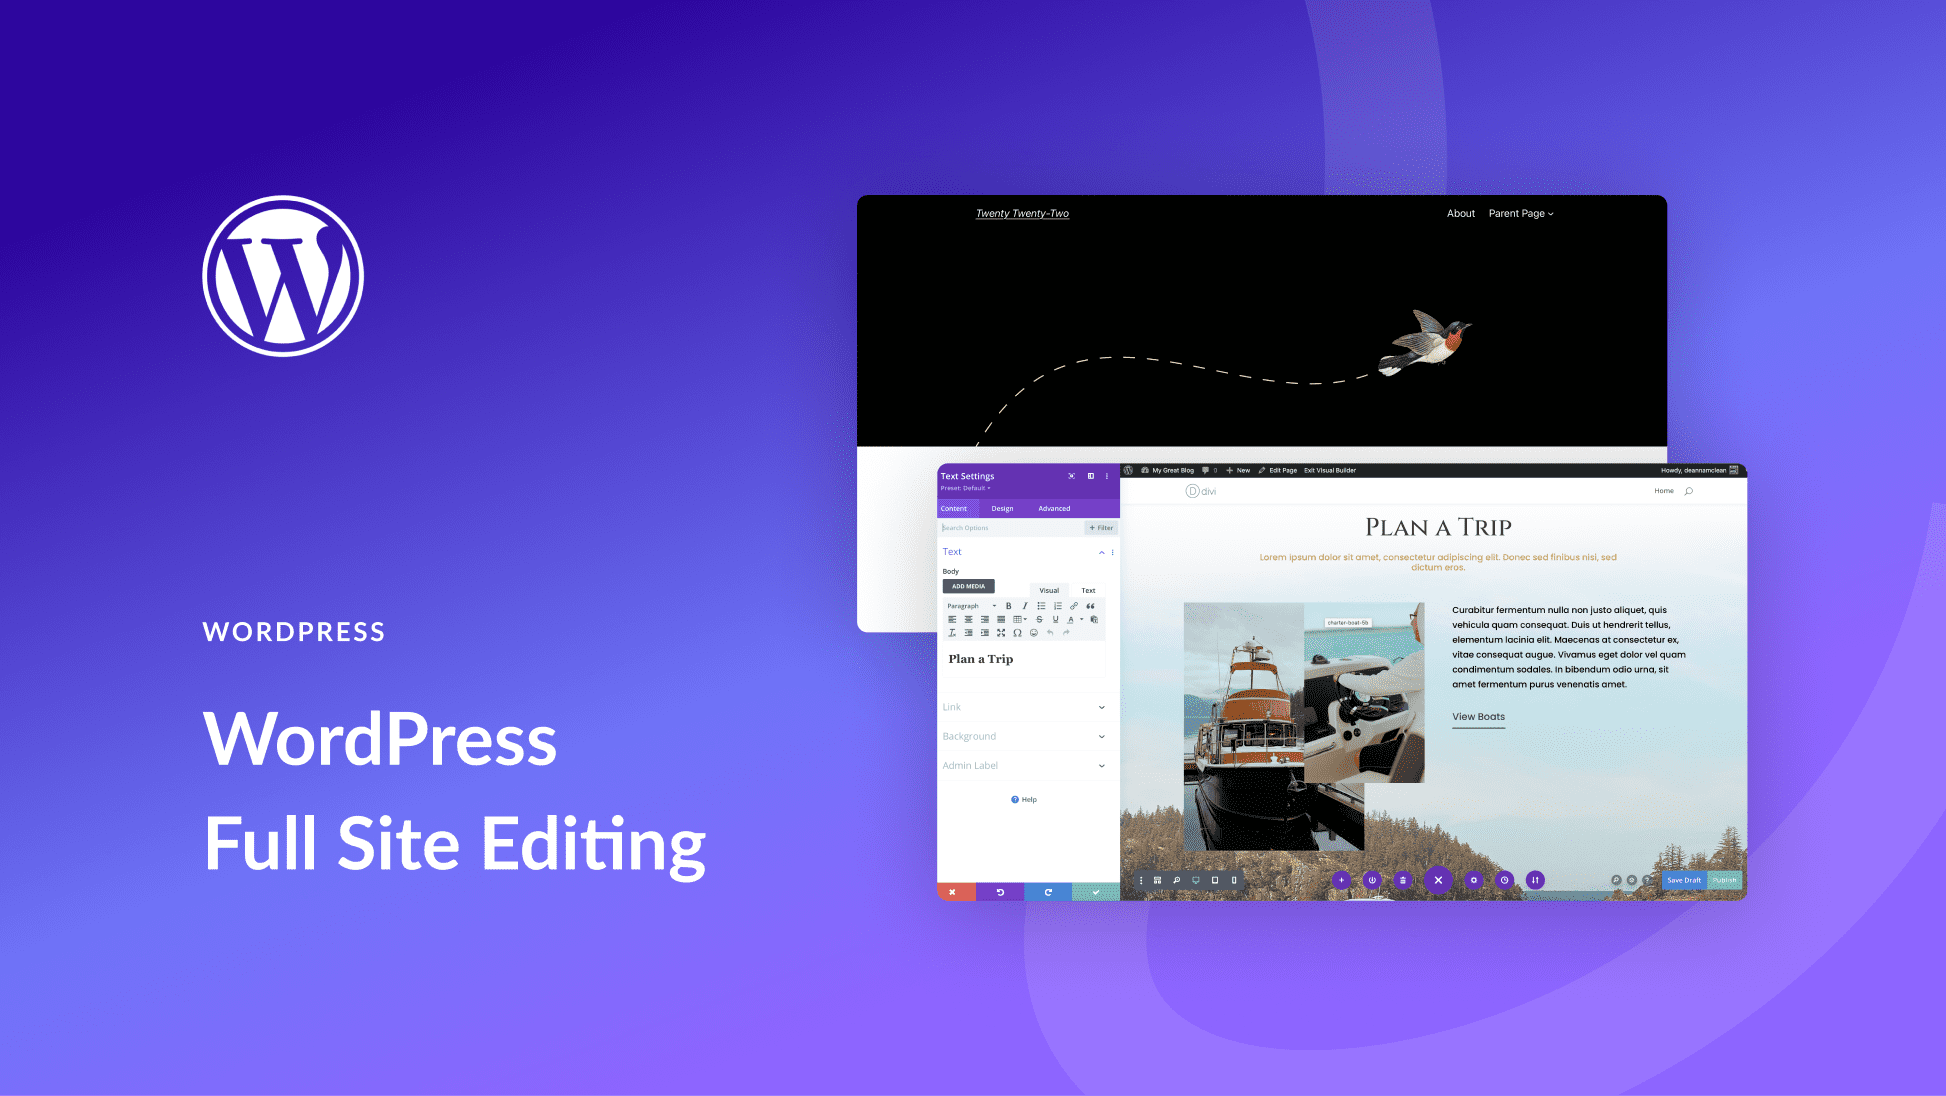 WORDPRESS
WordPress
Full Site Editing
Twenty Twenty-Two
About
Parent Page
Text Settings
Preset: Default
Content
Design
Advanced
Search Options
+ Filter
Text
Body
ADD MEDIA
Visual
Text
Paragraph
Plan a Trip
Link
Background
Admin Label
Help
My Great Blog
0
New
Edit Page
Exit Visual Builder
Howdy, deannamclean
divi
Home
PLAN A TRIP
Lorem ipsum dolor sit amet, consectetur adipiscing elit. Donec sed finibus nisi, sed
dictum eros.
charter-boat-5b
Curabitur fermentum nulla non justo aliquet, quis
vehicula quam consequat. Duis ut hendrerit tellus,
elementum lacinia elit. Maecenas at consectetur ex,
vitae consequat augue. Vivamus eget dolor vel quam
condimentum sodales. In bibendum odio urna, sit
amet fermentum purus venenatis amet.
View Boats
Save Draft
Publish